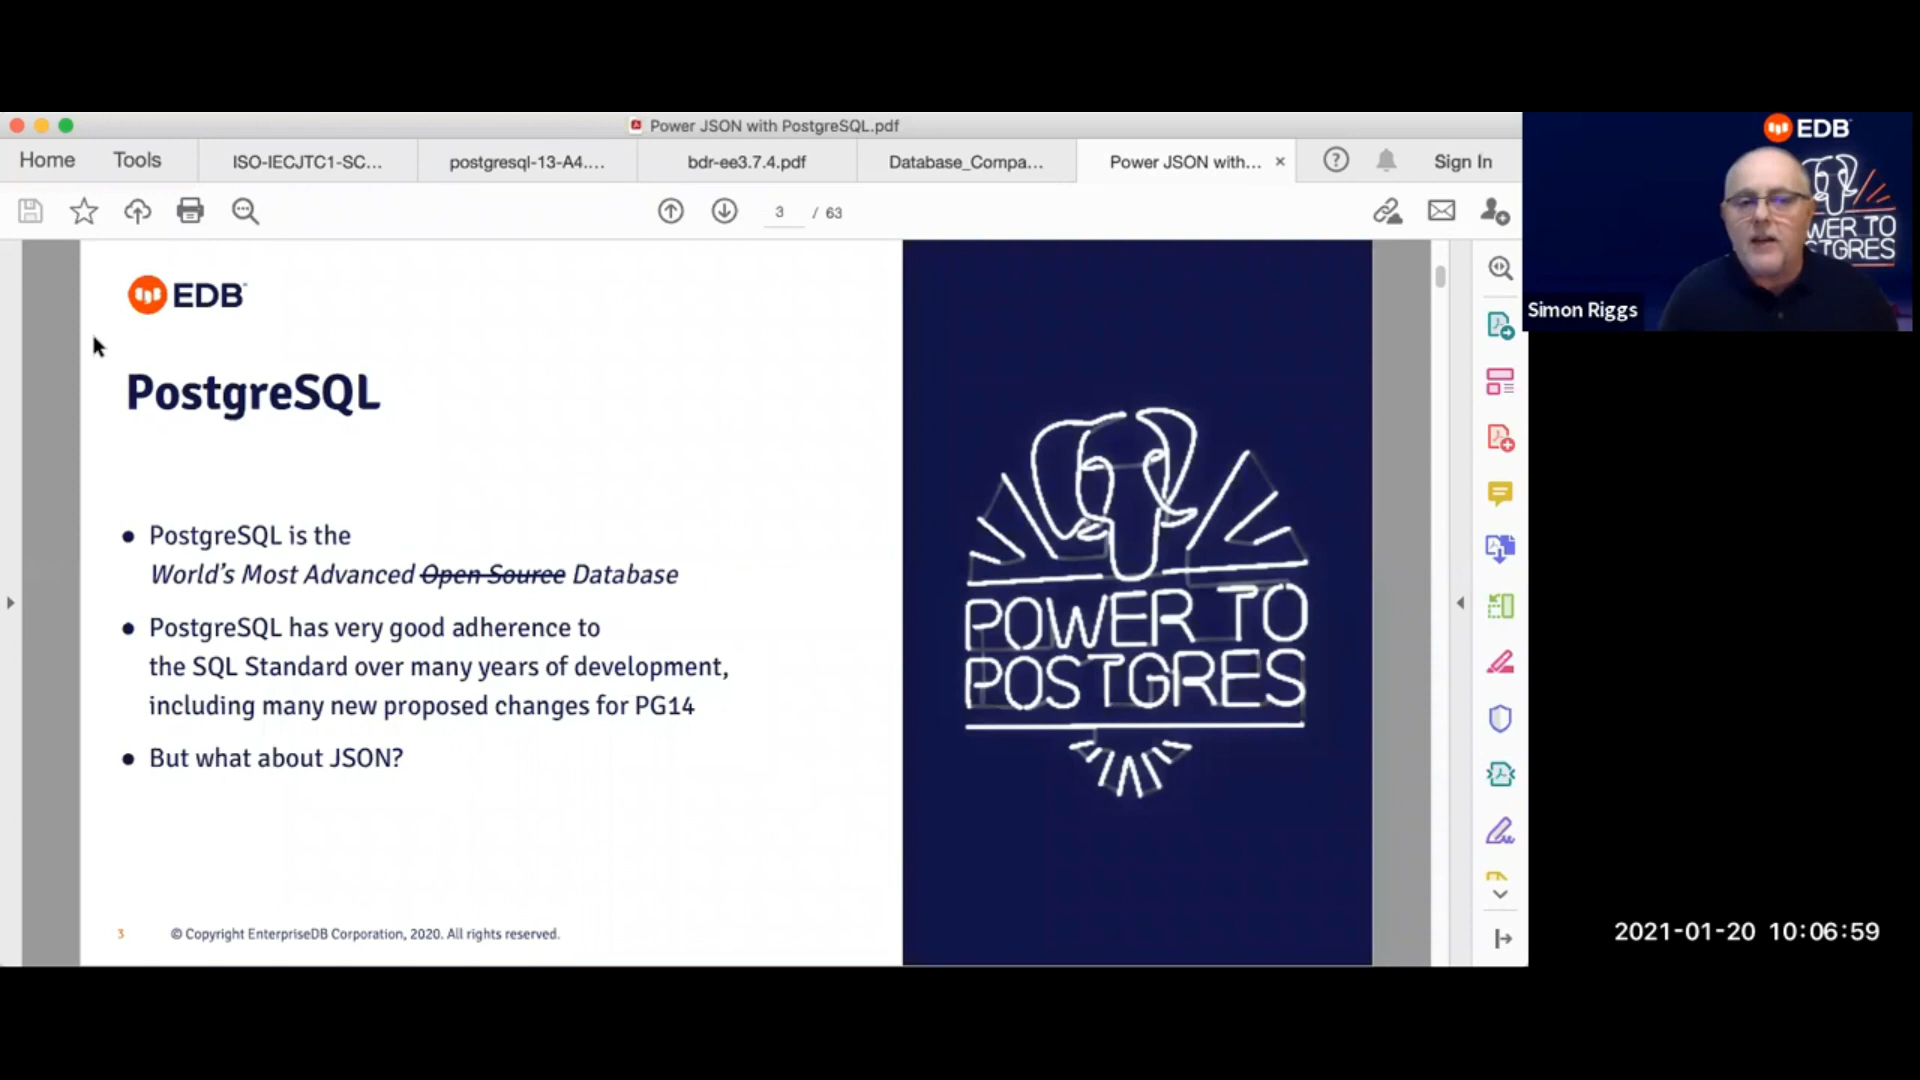 Power JSON with PostgreSQL.pdf
Home Tools ISO-IECJTC1-SC... postgresql-13-A4.... bdr-ee3.7.4.pdf Database_Compa... Power JSON with... × ? Sign In
3 / 63
EDB
PostgreSQL
• PostgreSQL is the
World's Most Advanced Open Source Database
• PostgreSQL has very good adherence to
the SQL Standard over many years of development,
including many new proposed changes for PG14
• But what about JSON?
3 © Copyright EnterpriseDB Corporation, 2020. All rights reserved.
POWER TO
POSTGRES
EDB
WER TO
STGRES
Simon Riggs
2021-01-20 10:06:59